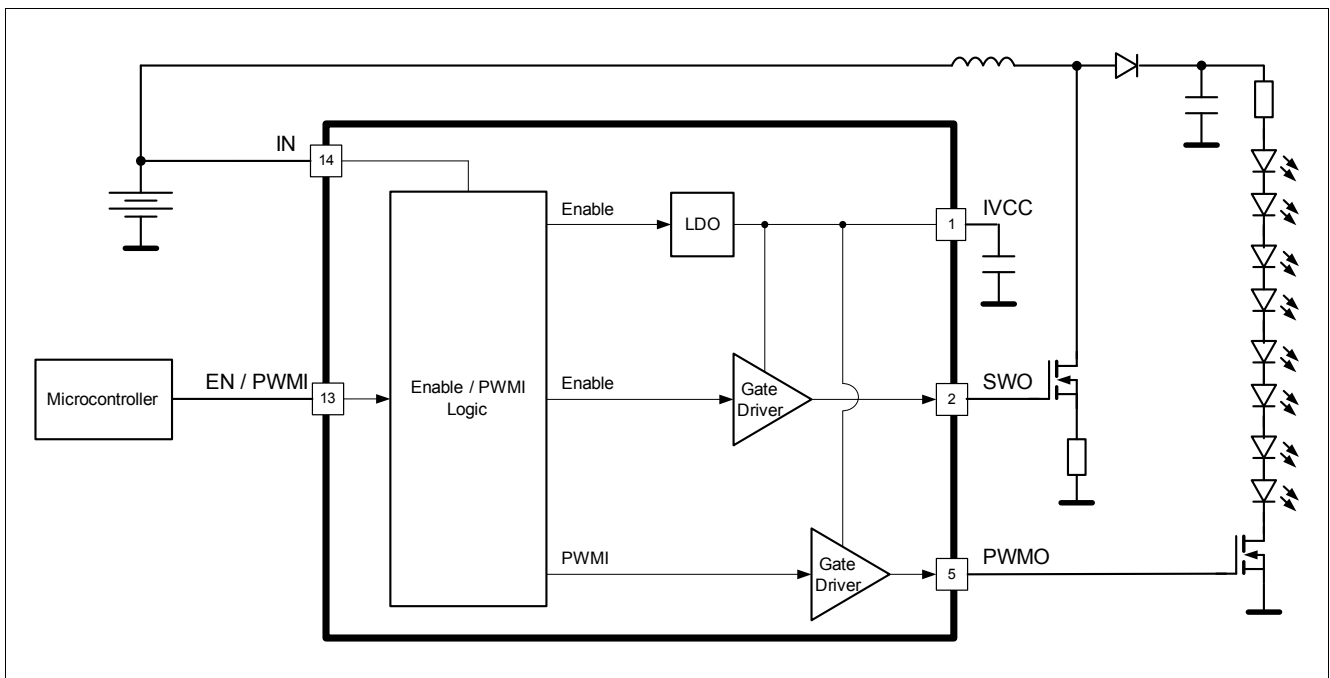 IN
14
Enable
LDO
1
IVCC
Microcontroller
EN / PWMI
13
Enable / PWMI
Logic
Enable
Gate
Driver
2
SWO
PWMI
Gate
Driver
5
PWMO